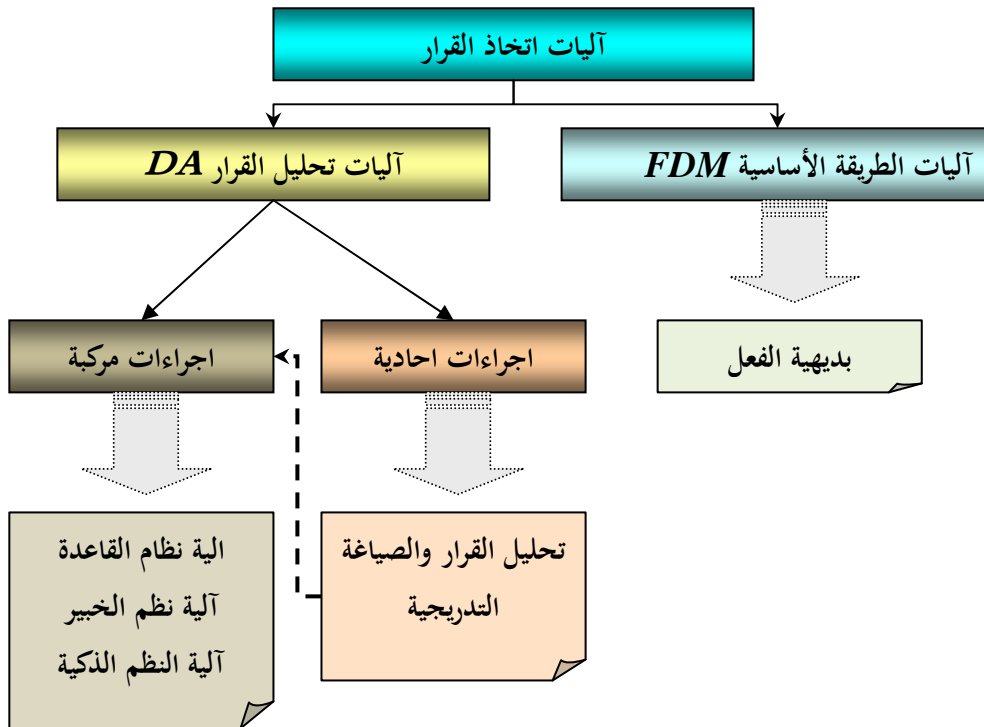 آليات اتخاذ القرار
آليات الطريقة الأساسية FDM
آليات تحليل القرار DA
بديهية الفعل
اجراءات احادية
اجراءات مركبة
تحليل القرار والصياغة
التدريجية
الية نظام القاعدة
آلية نظم الخبير
آلية النظم الذكية